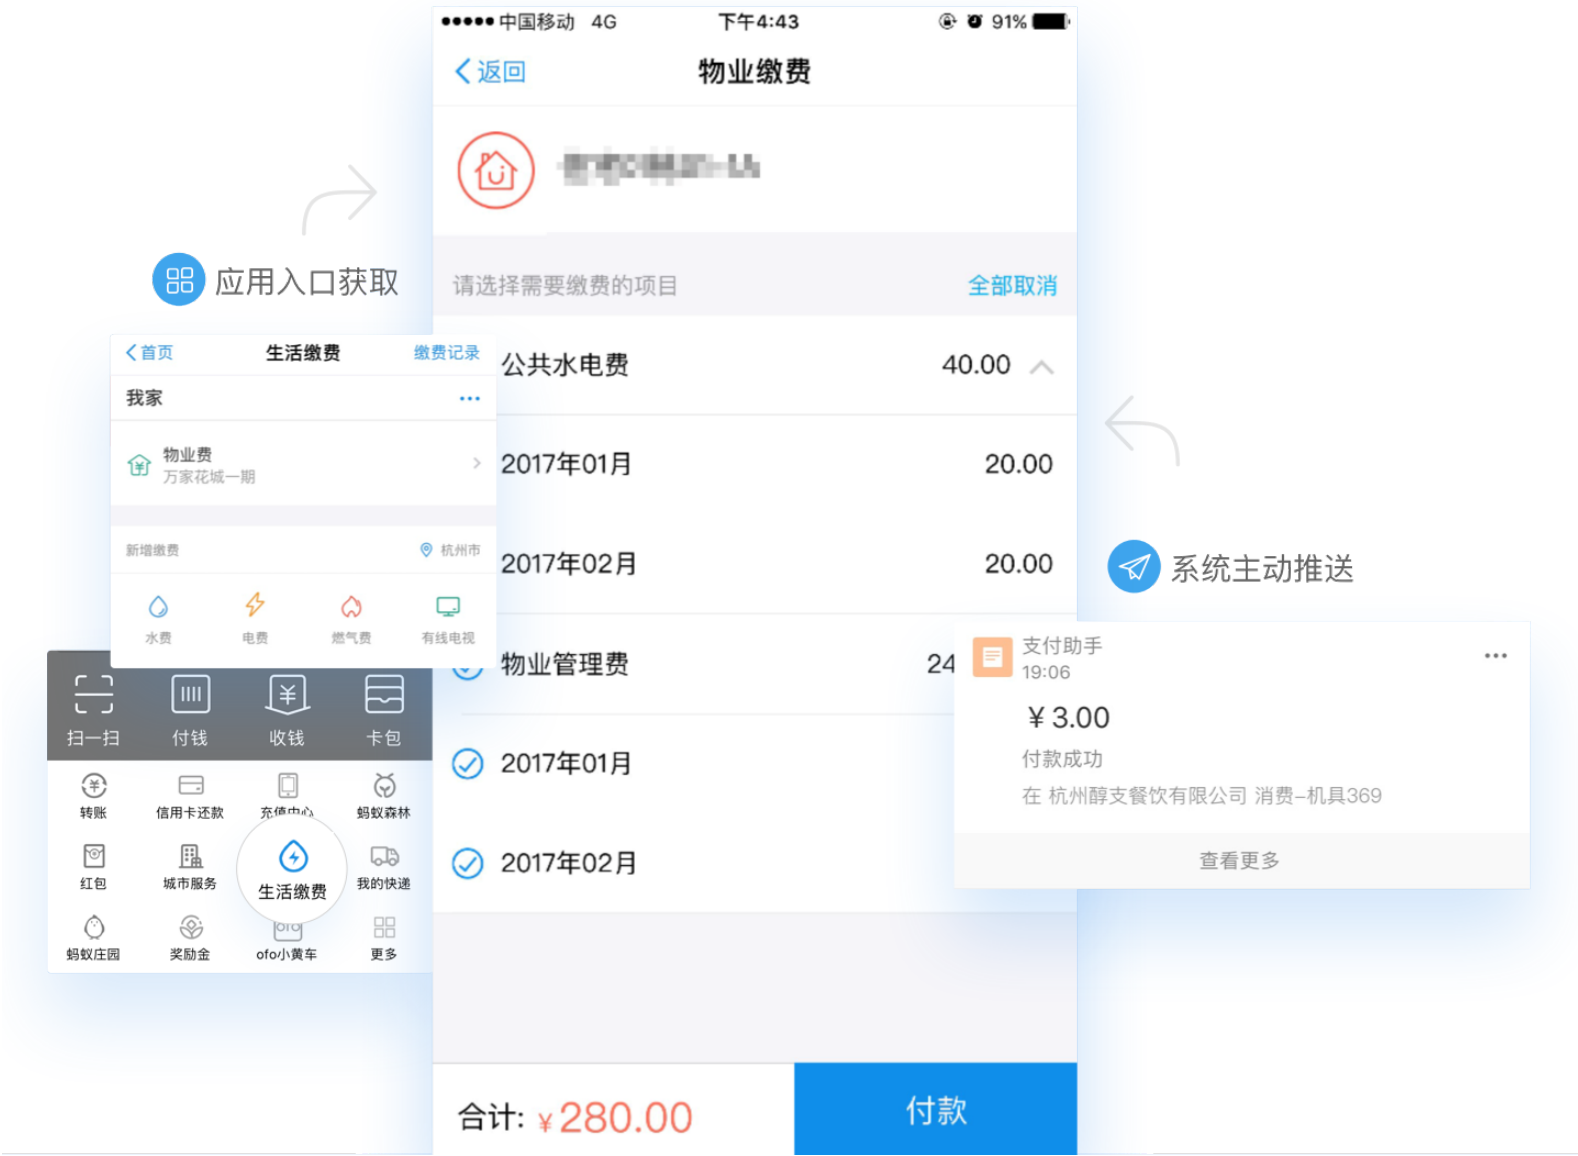 中国移动 4G 下午4:43 91%
返回 物业缴费
请选择需要缴费的项目 全部取消
公共水电费 40.00
2017年01月 20.00
2017年02月 20.00
物业管理费 24
2017年01月
2017年02月
合计: ¥280.00 付款
应用入口获取
首页 生活缴费 缴费记录
我家
物业费
万家花城一期
新增缴费 杭州市
水费 电费 燃气费 有线电视
扫一扫 付钱 收钱 卡包
转账 信用卡还款 充值中心 蚂蚁森林
红包 城市服务 生活缴费 我的快递
蚂蚁庄园 奖励金 ofo小黄车 更多
系统主动推送
支付助手
19:06
¥3.00
付款成功
在 杭州醇支餐饮有限公司 消费-机具369
查看更多